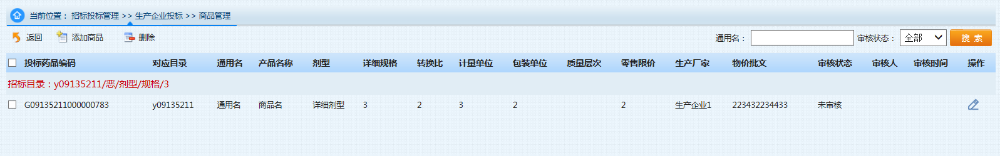 当前位置： 招标投标管理 >> 生产企业投标 >> 商品管理
返回 添加商品 删除 通用名： 审核状态： 全部 搜 索
投标药品编码 对应目录 通用名 产品名称 剂型 详细规格 转换比 计量单位 包装单位 质量层次 零售限价 生产厂家 物价批文 审核状态 审核人 审核时间 操作
招标目录：y09135211/恶/剂型/规格/3
G09135211000000783 y09135211 通用名 商品名 详细剂型 3 2 3 2 2 生产企业1 223432234433 未审核